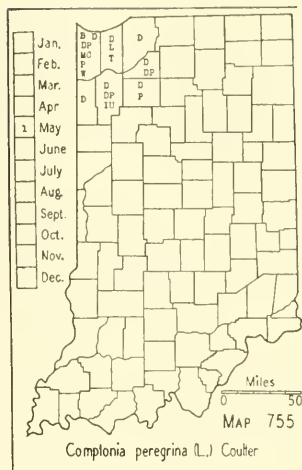 Jan.
Feb.
Mar.
Apr
1 May
June
July
Aug.
Sept.
Oct.
Nov.
Dec.
B D
DP
MC
P
W
D
L
T
D
D
DP
D
D
DP
IU
D
P
Miles
0 50
MAP 755
Comptonia peregrina (L.) Coulter